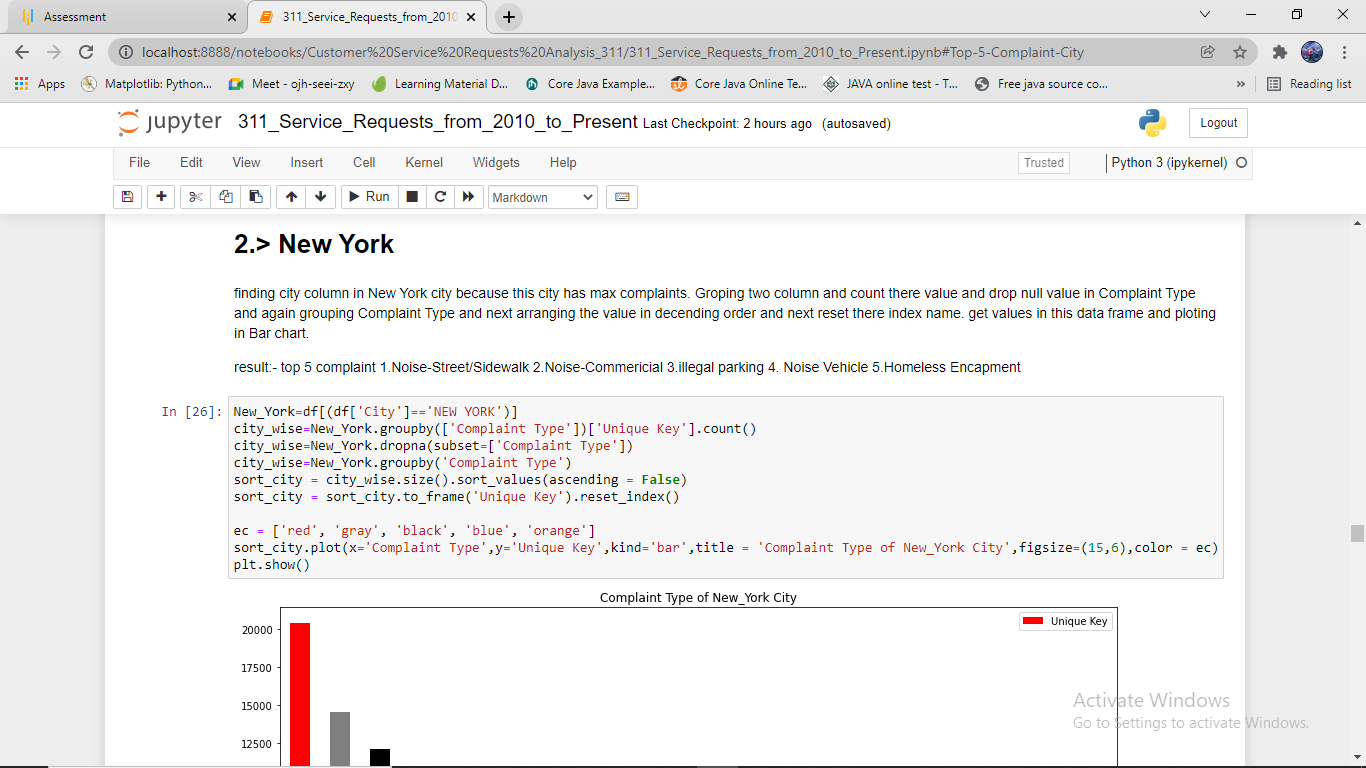 Assessment
311_Service_Requests_from_2010
localhost:8888/notebooks/Customer%20Service%20Requests%20Analysis_311/311_Service_Requests_from_2010_to_Present.ipynb#Top-5-Complaint-City
Apps Matplotlib: Python... Meet - ojh-seei-zxy Learning Material D... Core Java Example... Core Java Online Te... JAVA online test - T... Free java source co... » Reading list
jupyter 311_Service_Requests_from_2010_to_Present Last Checkpoint: 2 hours ago (autosaved) Logout
File Edit View Insert Cell Kernel Widgets Help Trusted Python 3 (ipykernel)
Run Markdown
2.> New York
finding city column in New York city because this city has max complaints. Groping two column and count there value and drop null value in Complaint Type
and again grouping Complaint Type and next arranging the value in decending order and next reset there index name. get values in this data frame and ploting
in Bar chart.
result:- top 5 complaint 1.Noise-Street/Sidewalk 2.Noise-Commericial 3.illegal parking 4. Noise Vehicle 5.Homeless Encapment
In [26]: New_York=df[(df['City']=='NEW YORK')]
city_wise=New_York.groupby(['Complaint Type'])['Unique Key'].count()
city_wise=New_York.dropna(subset=['Complaint Type'])
city_wise=New_York.groupby('Complaint Type')
sort_city = city_wise.size().sort_values(ascending = False)
sort_city = sort_city.to_frame('Unique Key').reset_index()
ec = ['red', 'gray', 'black', 'blue', 'orange']
sort_city.plot(x='Complaint Type',y='Unique Key',kind='bar',title = 'Complaint Type of New_York City',figsize=(15,6),color = ec)
plt.show()
Complaint Type of New_York City
Unique Key
20000
17500
15000
12500
Activate Windows
Go to Settings to activate Windows.